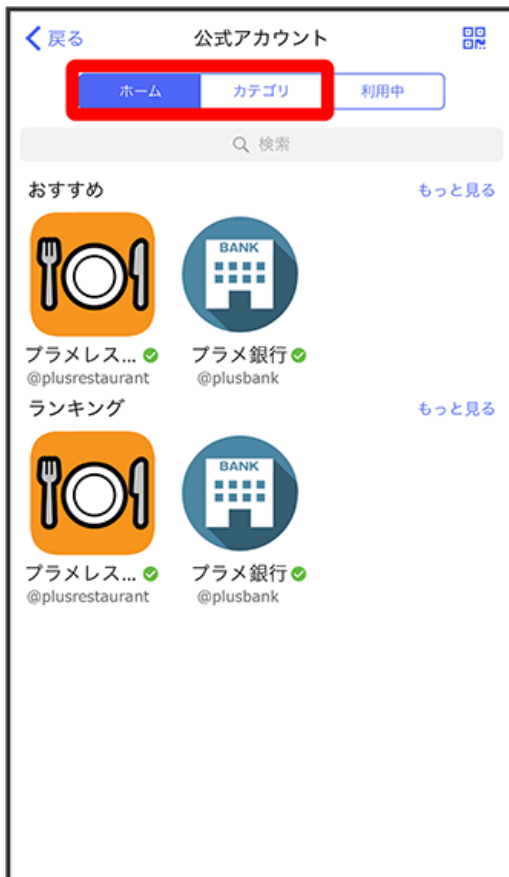 戻る 公式アカウント
ホーム カテゴリ 利用中
検索
おすすめ もっと見る
BANK
プラメレス... プラメ銀行
@plusrestaurant @plusbank
ランキング もっと見る
BANK
プラメレス... プラメ銀行
@plusrestaurant @plusbank